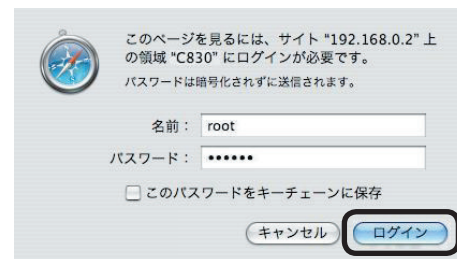 このページを見るには、サイト "192.168.0.2" 上
の領域 "C830" にログインが必要です。
パスワードは暗号化されずに送信されます。
名前： root
パスワード： ••••••
このパスワードをキーチェーンに保存
キャンセル ログイン